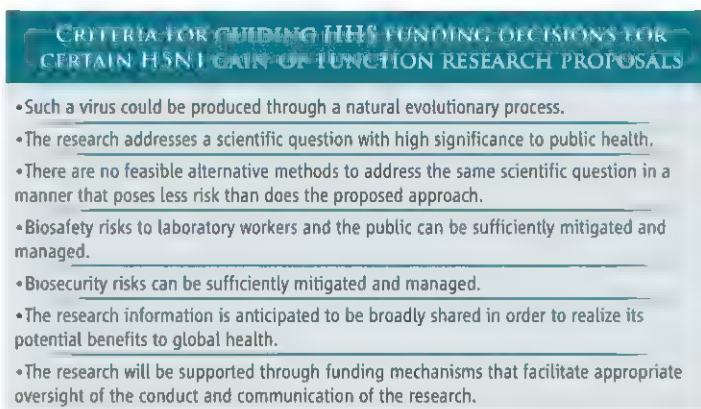 CRITERIA FOR GUIDING HHS FUNDING DECISIONS FOR
CERTAIN H5N1 GAIN OF FUNCTION RESEARCH PROPOSALS
•Such a virus could be produced through a natural evolutionary process.
•The research addresses a scientific question with high significance to public health.
•There are no feasible alternative methods to address the same scientific question in a
manner that poses less risk than does the proposed approach.
•Biosafety risks to laboratory workers and the public can be sufficiently mitigated and
managed.
•Biosecurity risks can be sufficiently mitigated and managed.
•The research information is anticipated to be broadly shared in order to realize its
potential benefits to global health.
•The research will be supported through funding mechanisms that facilitate appropriate
oversight of the conduct and communication of the research.